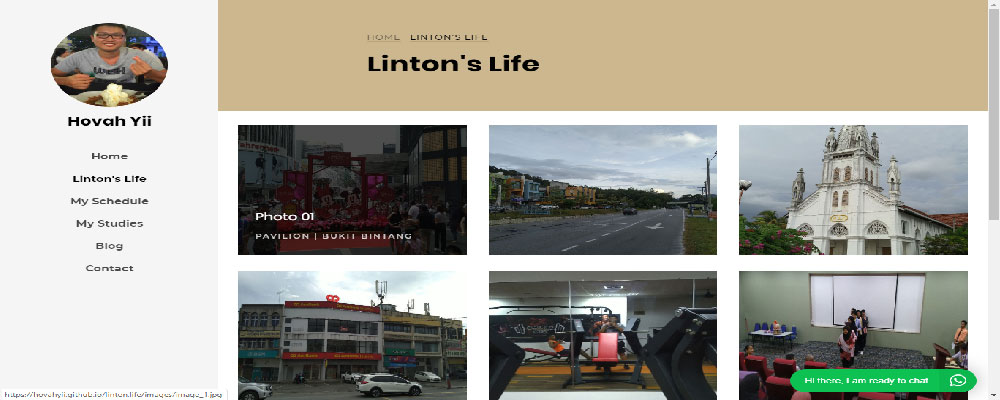 Hovah Yii
Home
Linton's Life
My Schedule
My Studies
Blog
Contact
HOME LINTON'S LIFE
Linton's Life
Photo 01
PAVILION | BUKIT BINTANG
Hi there, I am ready to chat
https://hovahyii.github.io/lintonlife/images/image_1.jpg